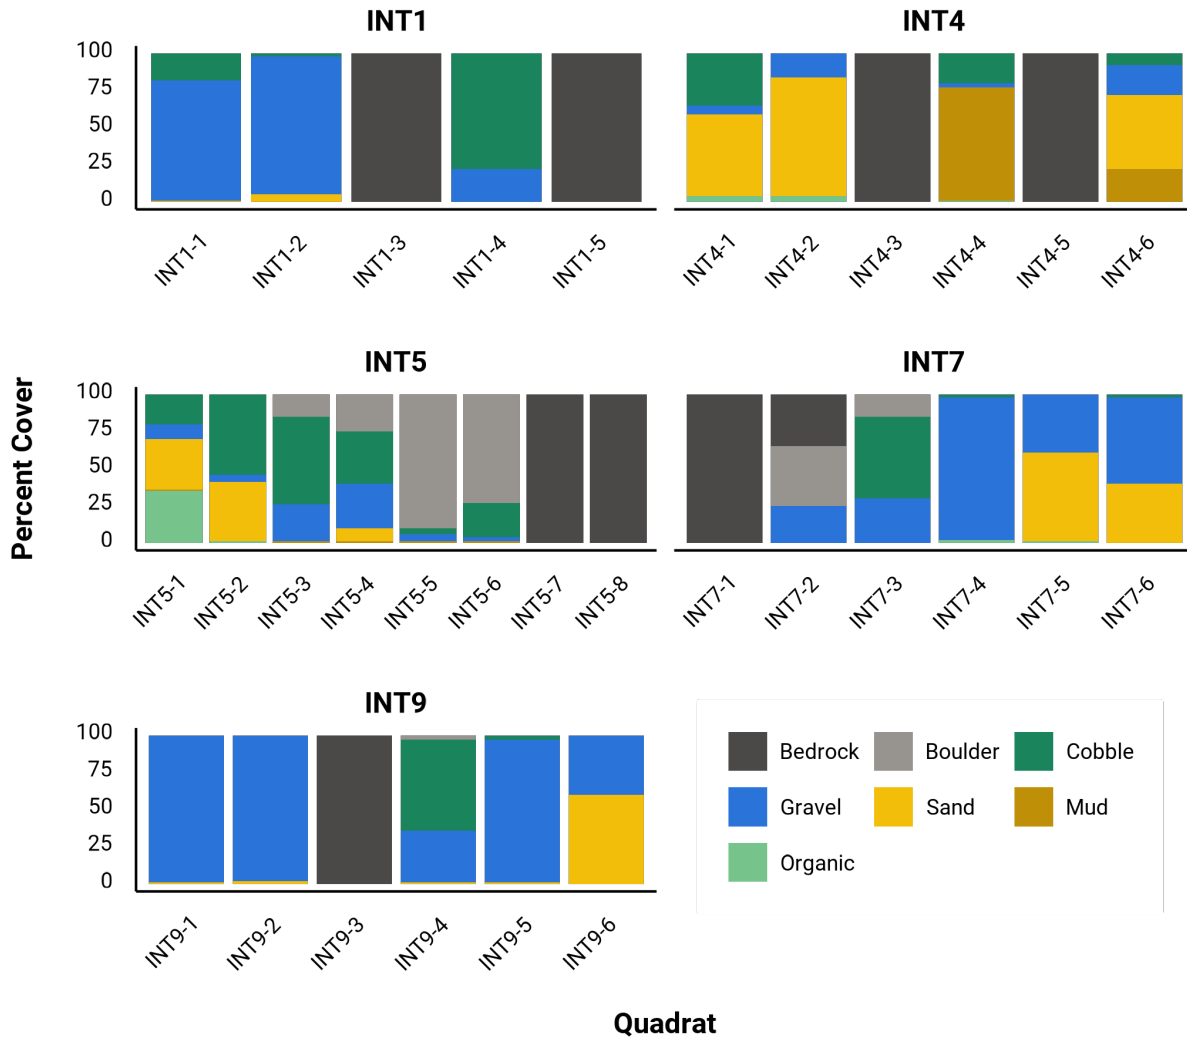 INT1
INT4
100
75
50
25
0
INT1-1
INT1-2
INT1-3
INT1-4
INT1-5
INT4-1
INT4-2
INT4-3
INT4-4
INT4-5
INT4-6
Percent Cover
INT5
INT7
100
75
50
25
0
INT5-1
INT5-2
INT5-3
INT5-4
INT5-5
INT5-6
INT5-7
INT5-8
INT7-1
INT7-2
INT7-3
INT7-4
INT7-5
INT7-6
INT9
100
75
50
25
0
INT9-1
INT9-2
INT9-3
INT9-4
INT9-5
INT9-6
Bedrock Boulder Cobble
Gravel Sand Mud
Organic
Quadrat